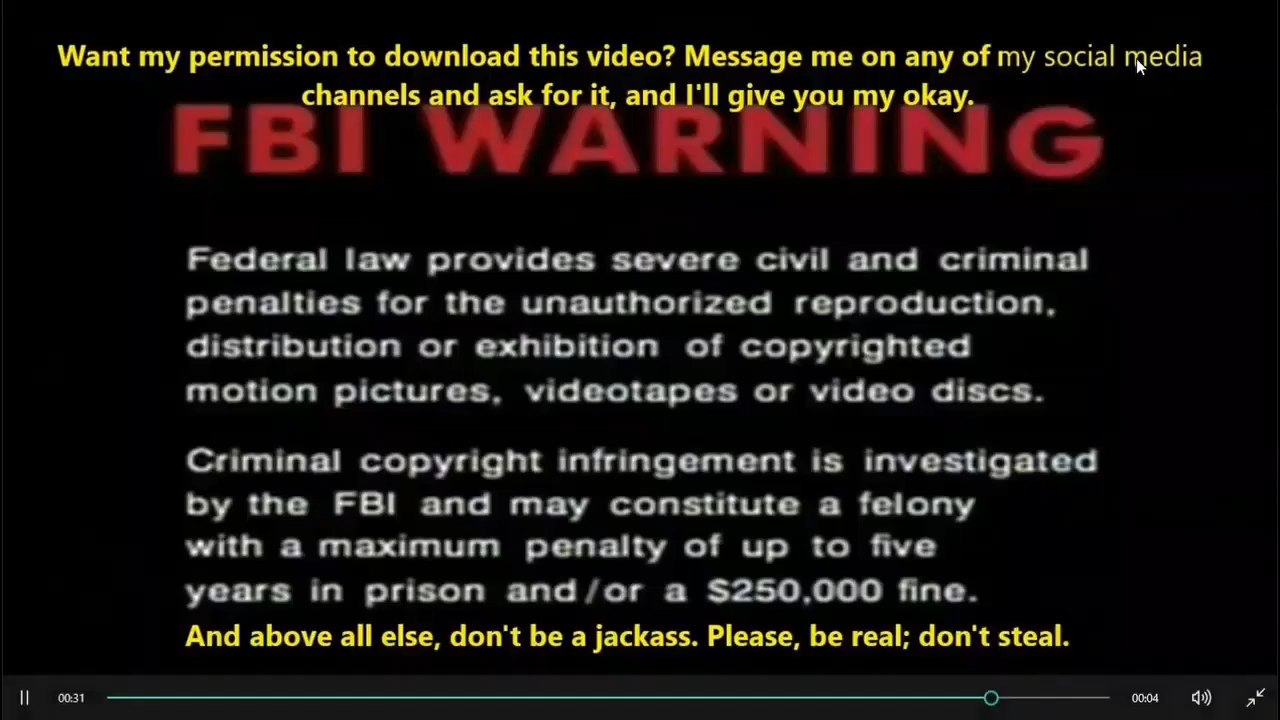 Want my permission to download this video? Message me on any of my social media
channels and ask for it, and I'll give you my okay.
FBI WARNING
Federal law provides severe civil and criminal
penalties for the unauthorized reproduction,
distribution or exhibition of copyrighted
motion pictures, videotapes or video discs.
Criminal copyright infringement is investigated
by the FBI and may constitute a felony
with a maximum penalty of up to five
years in prison and/or a $250,000 fine.
And above all else, don't be a jackass. Please, be real; don't steal.
00:31 00:04